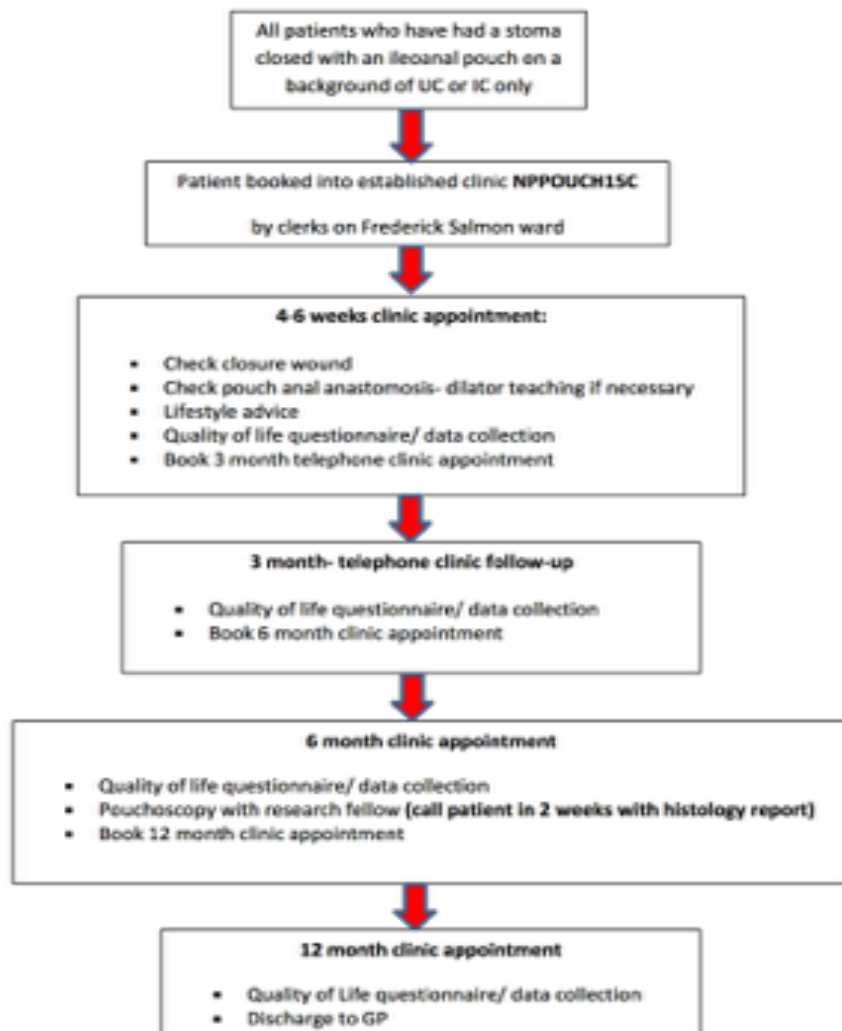 All patients who have had a stoma
closed with an ileoanal pouch on a
background of UC or IC only
Patient booked into established clinic NPPOUCH15C
by clerks on Frederick Salmon ward
4-6 weeks clinic appointment:
• Check closure wound
• Check pouch anal anastomosis- dilator teaching if necessary
• Lifestyle advice
• Quality of life questionnaire/ data collection
• Book 3 month telephone clinic appointment
3 month- telephone clinic follow-up
• Quality of life questionnaire/ data collection
• Book 6 month clinic appointment
6 month clinic appointment
• Quality of life questionnaire/ data collection
• Pouchoscopy with research fellow (call patient in 2 weeks with histology report)
• Book 12 month clinic appointment
12 month clinic appointment
• Quality of Life questionnaire/ data collection
• Discharge to GP